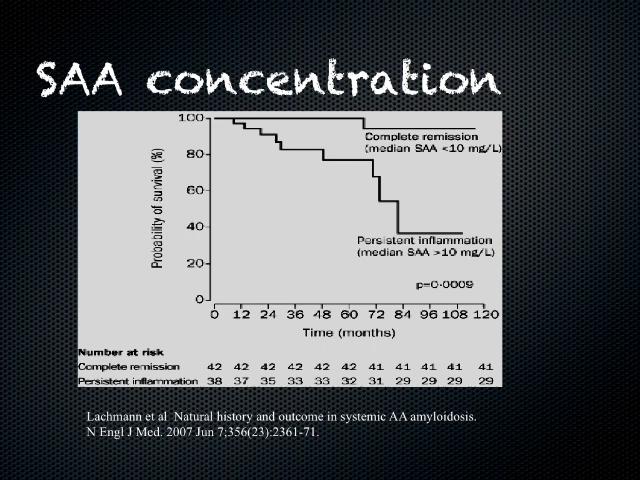 SAA concentration
100
Complete remission
(median SAA <10 mg/L)
80
60
Probability of survival (%)
40
Persistent inflammation
(median SAA >10 mg/L)
20
p=0·0009
0
0 12 24 36 48 60 72 84 96 108 120
Time (months)
Number at risk
Complete remission 42 42 42 42 42 42 41 41 41 41 41
Persistent inflammation 38 37 35 33 33 32 31 29 29 29 29
Lachmann et al Natural history and outcome in systemic AA amyloidosis.
N Engl J Med. 2007 Jun 7;356(23):2361-71.